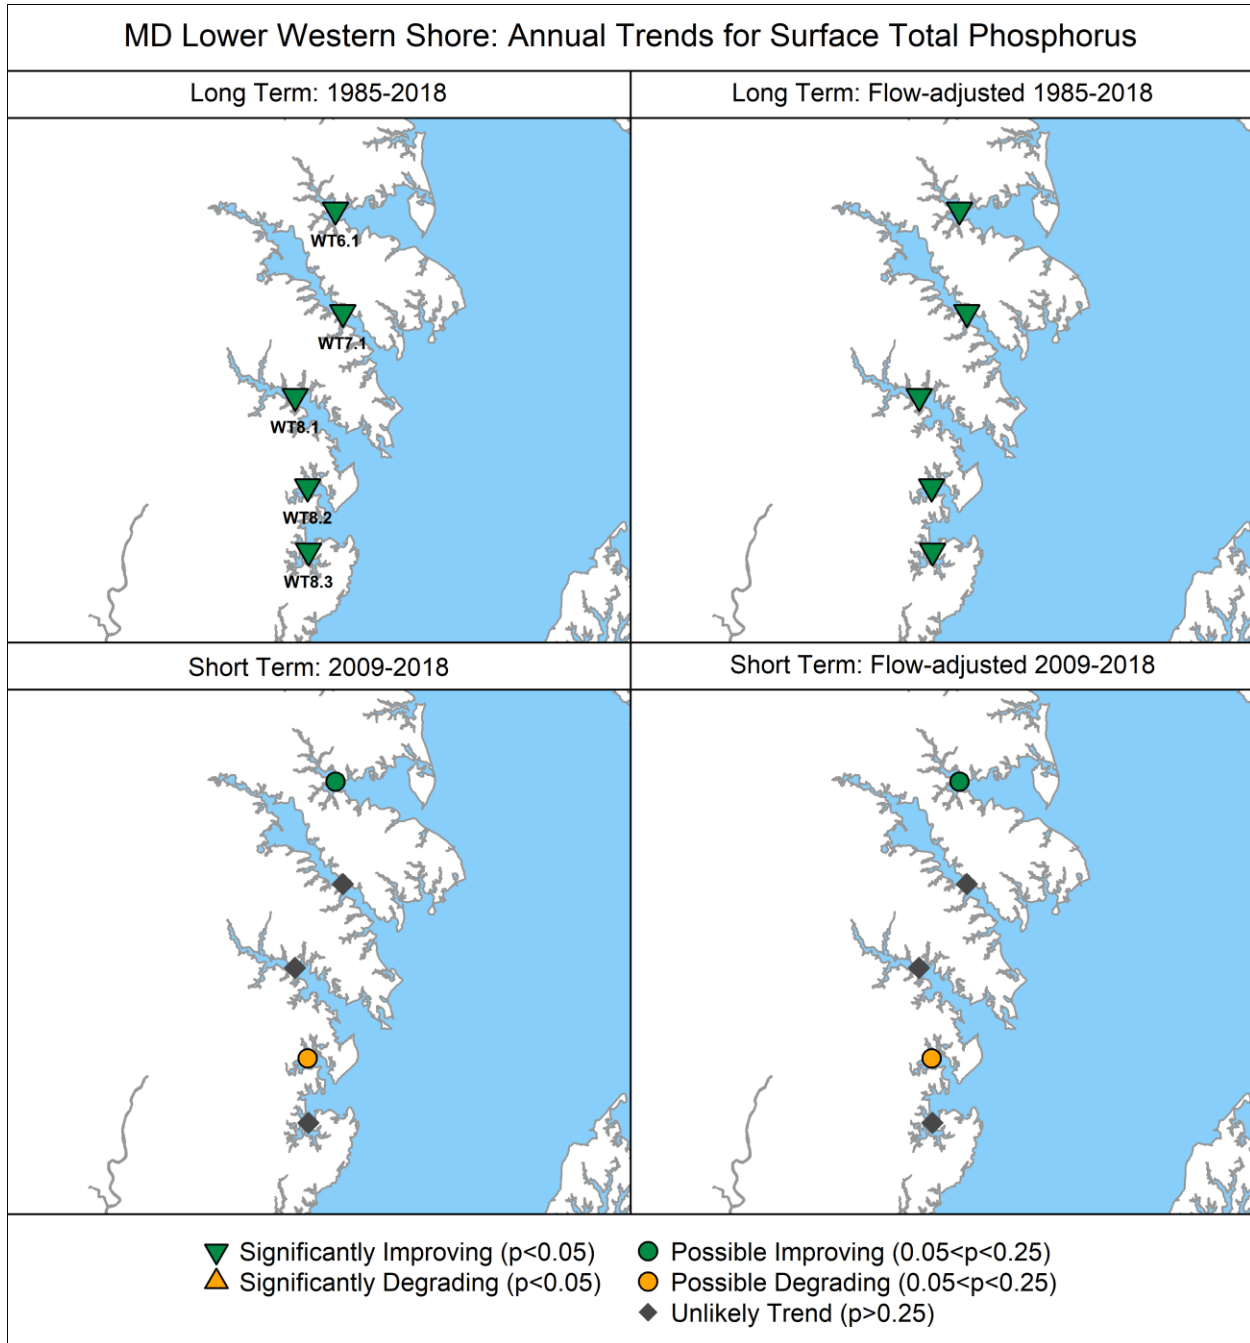 MD Lower Western Shore: Annual Trends for Surface Total Phosphorus
Long Term: 1985-2018
Long Term: Flow-adjusted 1985-2018
WT6.1
WT7.1
WT8.1
WT8.2
WT8.3
Short Term: 2009-2018
Short Term: Flow-adjusted 2009-2018
Significantly Improving (p<0.05)
Significantly Degrading (p<0.05)
Possible Improving (0.05<p<0.25)
Possible Degrading (0.05<p<0.25)
Unlikely Trend (p>0.25)